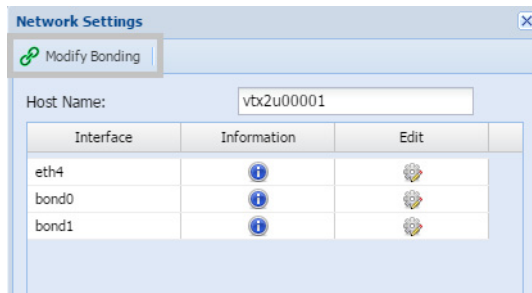 Network Settings
Modify Bonding
Host Name: vtx2u00001
Interface Information Edit
eth4
bond0
bond1